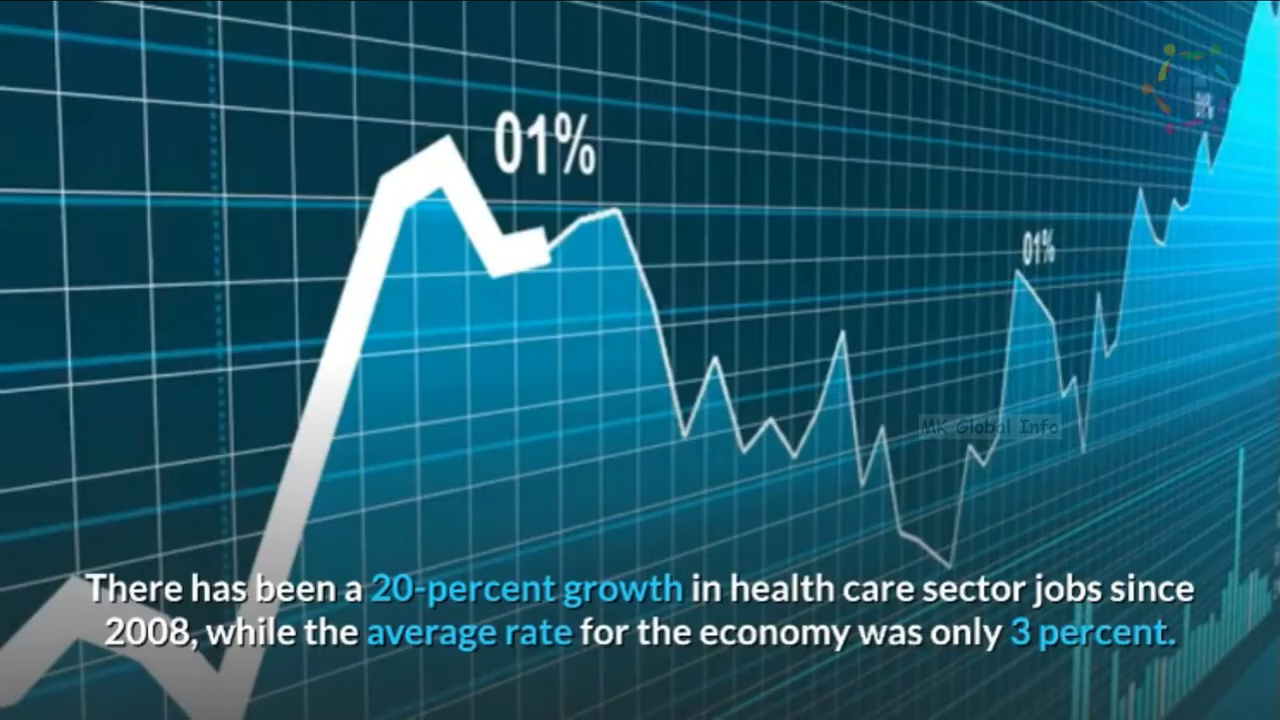 01%
01%
MK Global Info
There has been a 20-percent growth in health care sector jobs since
2008, while the average rate for the economy was only 3 percent.